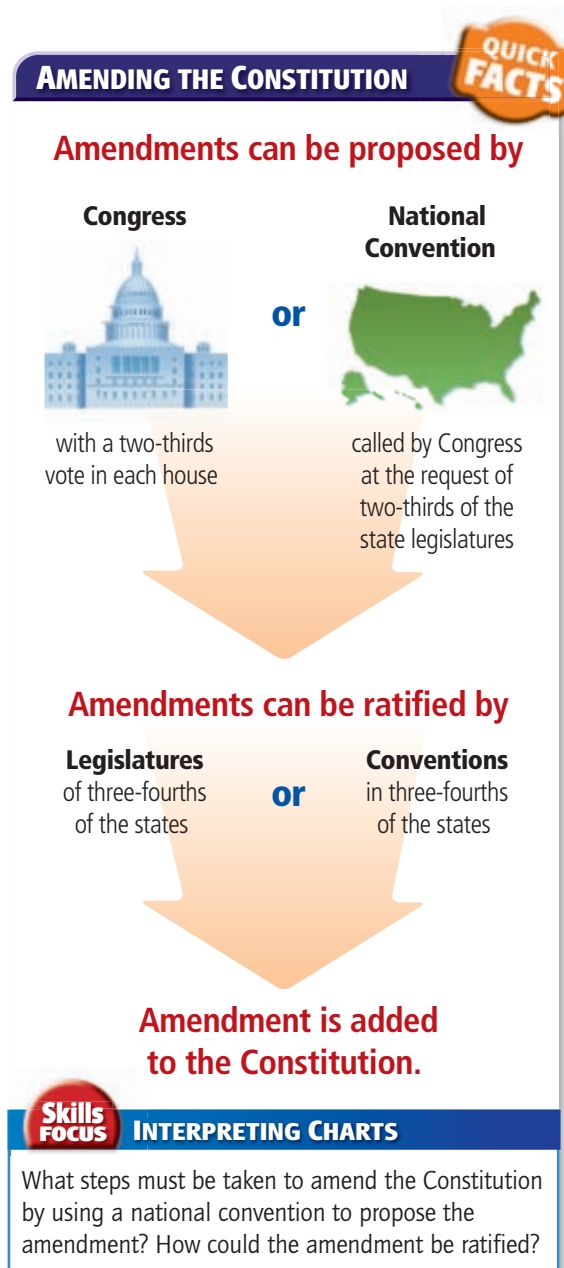 QUICK
FACTS
AMENDING THE CONSTITUTION
Amendments can be proposed by
Congress
with a two-thirds
vote in each house
or
National
Convention
called by Congress
at the request of
two-thirds of the
state legislatures
Amendments can be ratified by
Legislatures
of three-fourths
of the states
or
Conventions
in three-fourths
of the states
Amendment is added
to the Constitution.
Skills
FOCUS
INTERPRETING CHARTS
What steps must be taken to amend the Constitution
by using a national convention to propose the
amendment? How could the amendment be ratified?